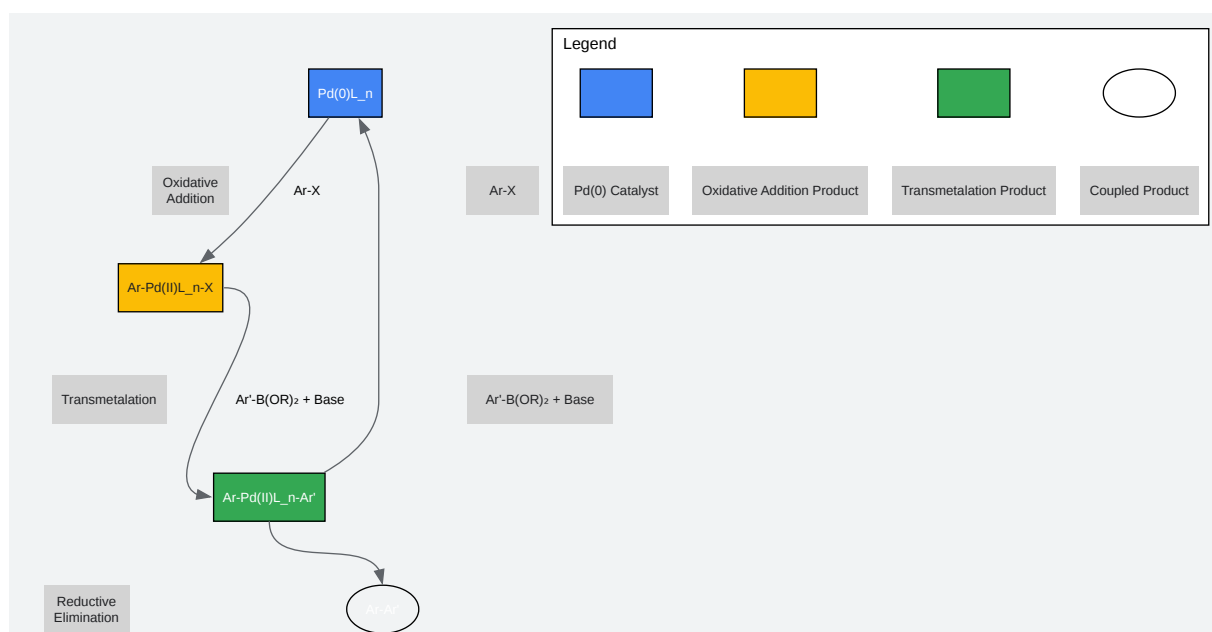 Legend
Pd(0)L_n
Oxidative
Addition
Ar-X
Ar-X
Pd(0) Catalyst
Oxidative Addition Product
Transmetalation Product
Coupled Product
Ar-Pd(II)L_n-X
Transmetalation
Ar'-B(OR)₂ + Base
Ar'-B(OR)₂ + Base
Ar-Pd(II)L_n-Ar'
Reductive
Elimination
Ar-Ar'